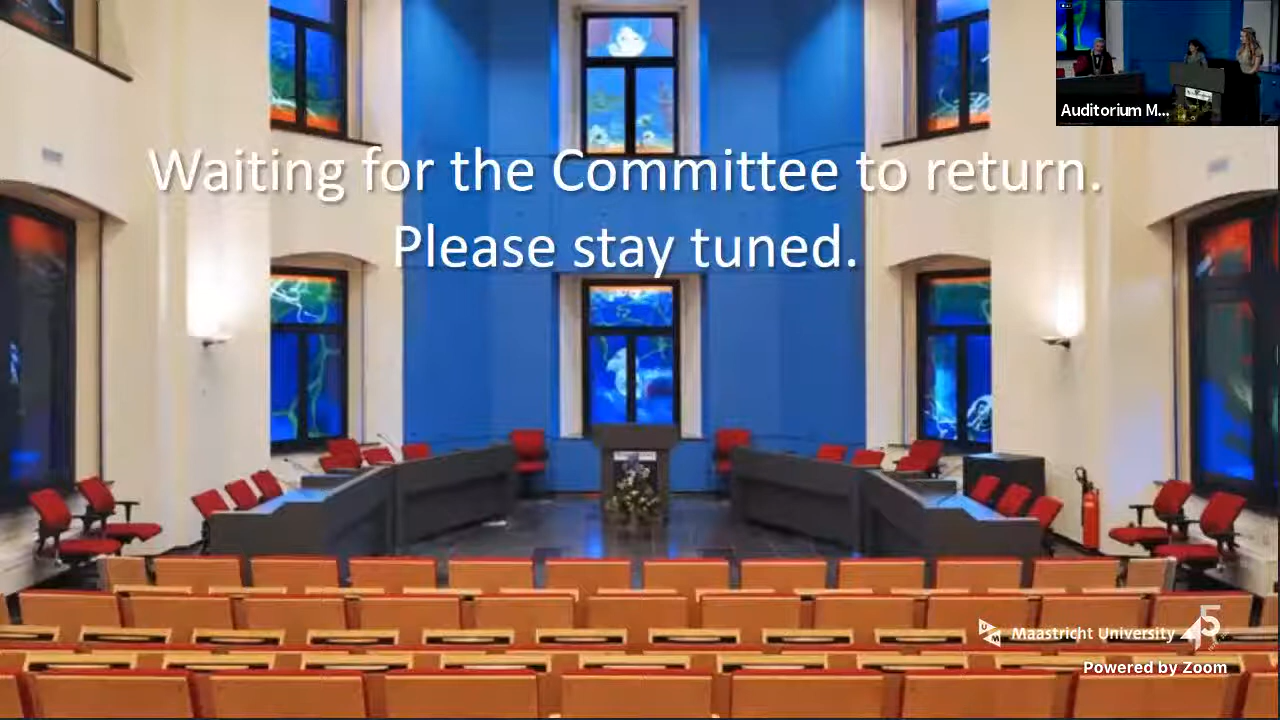 Auditorium M...
Waiting for the Committee to return.
Please stay tuned.
Maastricht University
Powered by Zoom